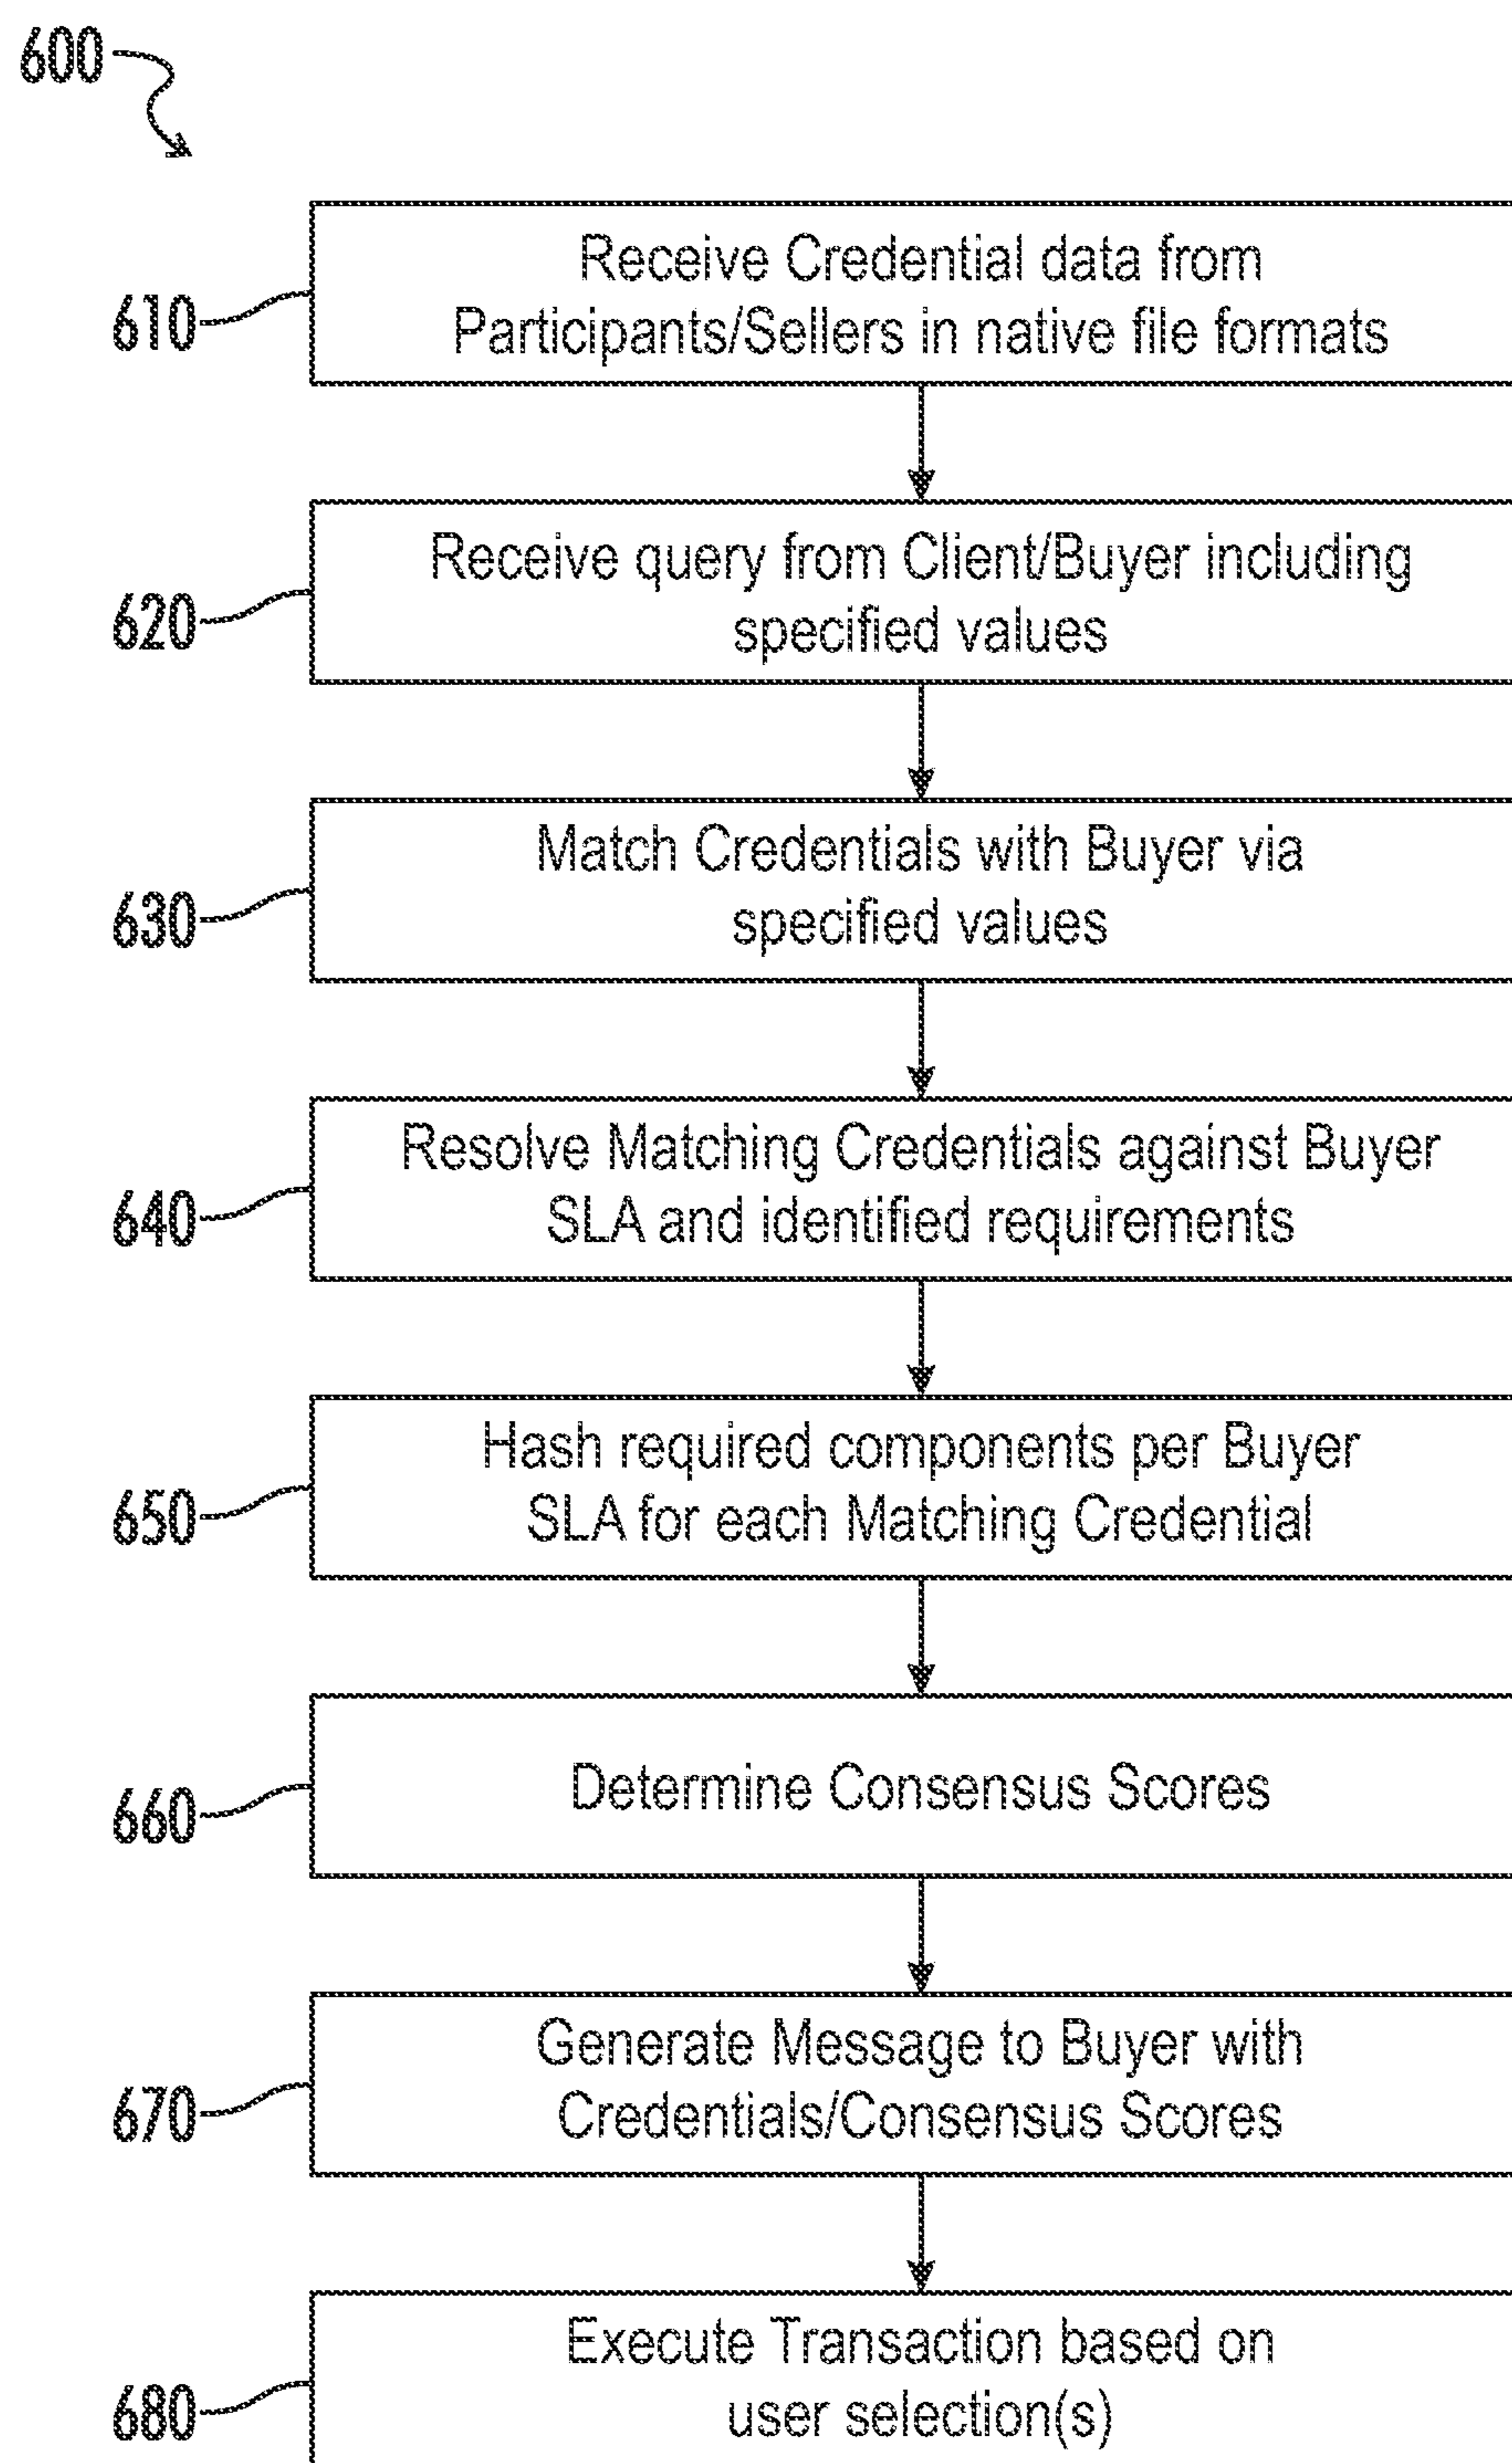 600
Receive Credential data from
610
Participants/Sellers in native file formats
Receive query from Client/Buyer including
620
specified values
Match Credentials with Buyer via
630
specified values
Resolve Matching Credentials against Buyer
640
SLA and identified requirements
Hash required components per Buyer
650
SLA for each Matching Credential
660
Determine Consensus Scores
Generate Message to Buyer with
670
Credentials/Consensus Scores
Execute Transaction based on
680
user selection(s)